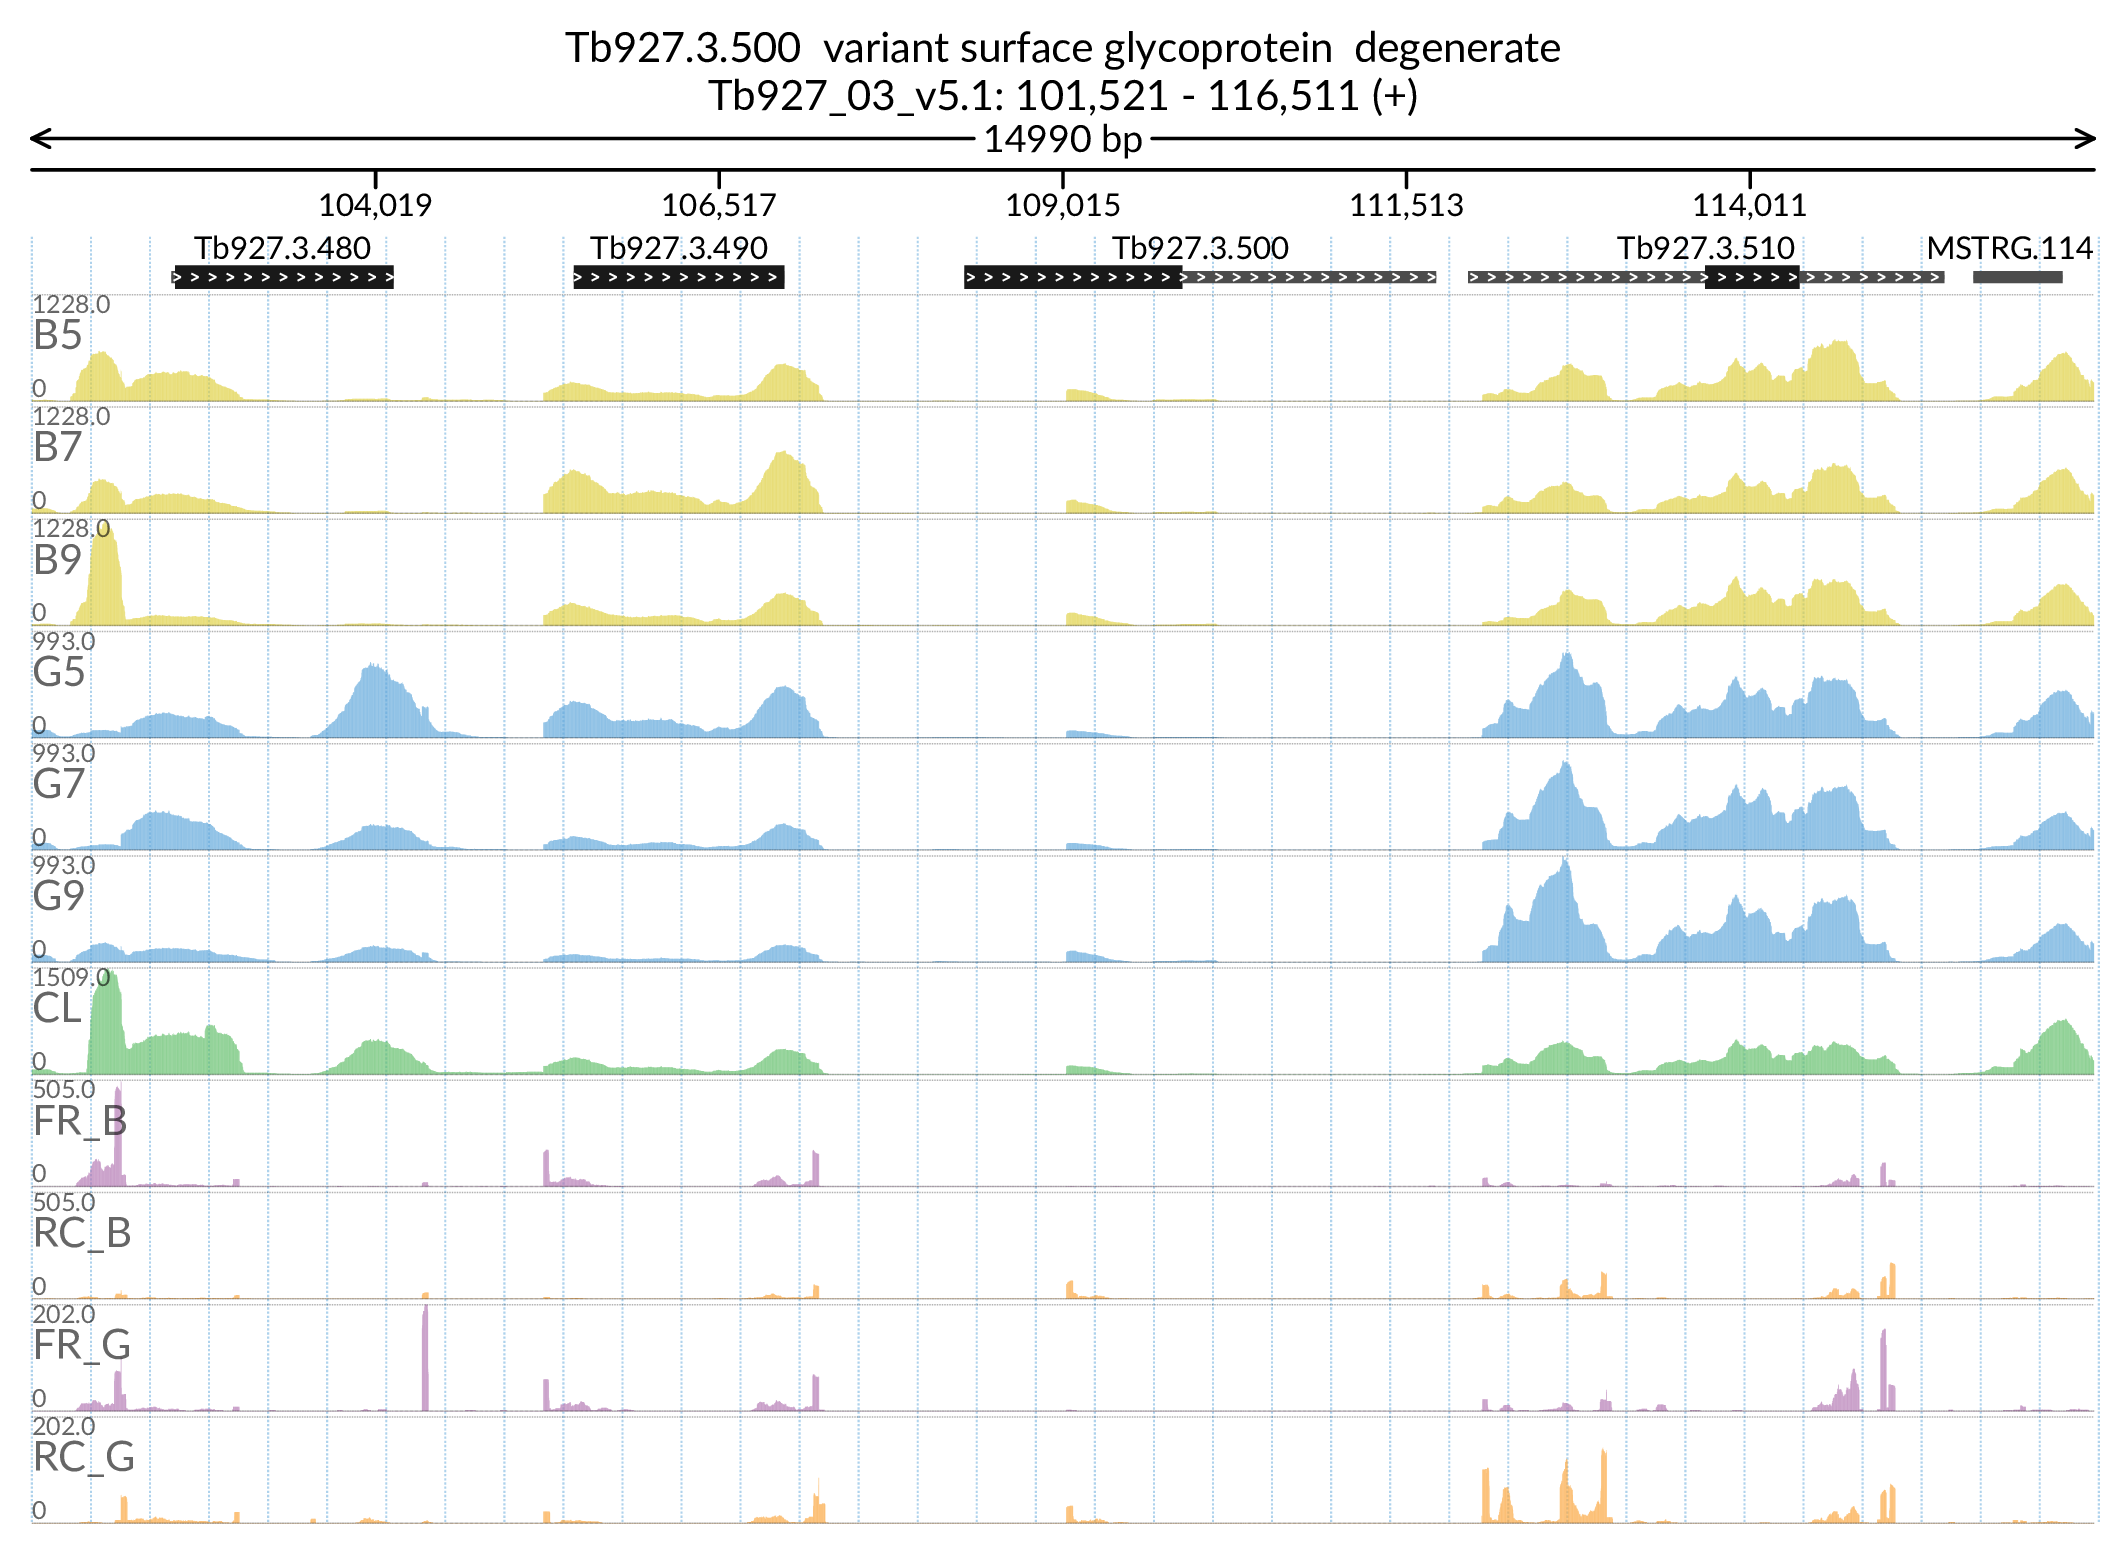 Tb927.3.500  variant surface glycoprotein  degenerate
Tb927_03_v5.1: 101,521 - 116,511 (+)
14990 bp
104,019 106,517 109,015 111,513 114,011
Tb927.3.480 Tb927.3.490 Tb927.3.500 Tb927.3.510 MSTRG.114
1228.0
B5
0
1228.0
B7
0
1228.0
B9
0
993.0
G5
0
993.0
G7
0
993.0
G9
0
1509.0
CL
0
505.0
FR_B
0
505.0
RC_B
0
202.0
FR_G
0
202.0
RC_G
0